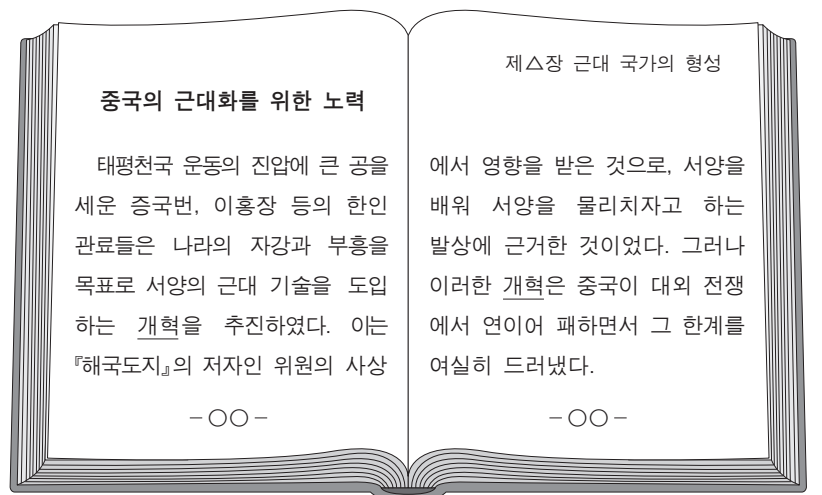 중국의 근대화를 위한 노력
태평천국 운동의 진압에 큰 공을
세운 증국번, 이홍장 등의 한인
관료들은 나라의 자강과 부흥을
목표로 서양의 근대 기술을 도입
하는 개혁을 추진하였다. 이는
『해국도지』의 저자인 위원의 사상
－○○－
제△장 근대 국가의 형성
에서 영향을 받은 것으로, 서양을
배워 서양을 물리치자고 하는
발상에 근거한 것이었다. 그러나
이러한 개혁은 중국이 대외 전쟁
에서 연이어 패하면서 그 한계를
여실히 드러냈다.
－○○－